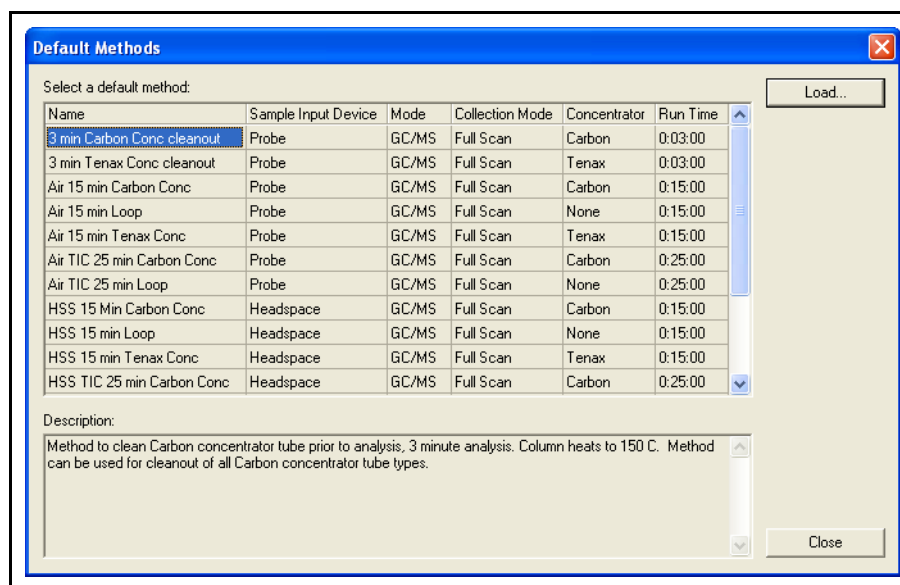 Default Methods
Select a default method:
Load...
Name Sample Input Device Mode Collection Mode Concentrator Run Time
3 min Carbon Conc cleanout Probe GC/MS Full Scan Carbon 0:03:00
3 min Tenax Conc cleanout Probe GC/MS Full Scan Tenax 0:03:00
Air 15 min Carbon Conc Probe GC/MS Full Scan Carbon 0:15:00
Air 15 min Loop Probe GC/MS Full Scan None 0:15:00
Air 15 min Tenax Conc Probe GC/MS Full Scan Tenax 0:15:00
Air TIC 25 min Carbon Conc Probe GC/MS Full Scan Carbon 0:25:00
Air TIC 25 min Loop Probe GC/MS Full Scan None 0:25:00
HSS 15 Min Carbon Conc Headspace GC/MS Full Scan Carbon 0:15:00
HSS 15 min Loop Headspace GC/MS Full Scan None 0:15:00
HSS 15 min Tenax Conc Headspace GC/MS Full Scan Tenax 0:15:00
HSS TIC 25 min Carbon Conc Headspace GC/MS Full Scan Carbon 0:25:00
Description:
Method to clean Carbon concentrator tube prior to analysis, 3 minute analysis. Column heats to 150 C. Method
can be used for cleanout of all Carbon concentrator tube types.
Close